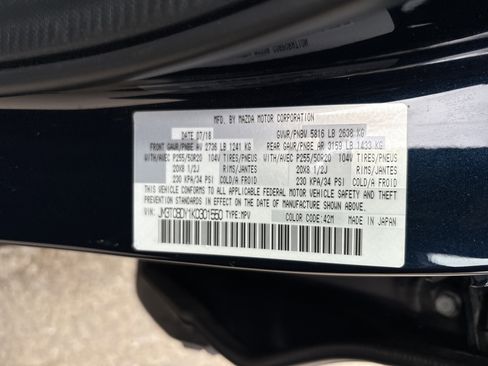 MFD. BY MAZDA MOTOR CORPORATION
DATE 07/18 GVWR/PNBV 5816 LB 2638 KG
FRONT GAWR/PNBE AV 2736 LB 1241 KG REAR GAWR/PNBE AR 3159 LB 1433 KG
WITH/AVEC P255/50R20 104V TIRES/PNEUS WITH/AVEC P255/50R20 104V TIRES/PNEUS
20X8 1/2J RIMS/JANTES 20X8 1/2J RIMS/JANTES
230 KPA/34 PSI COLD/A FROID 230 KPA/34 PSI COLD/A FROID
THIS VEHICLE CONFORMS TO ALL APPLICABLE FEDERAL MOTOR VEHICLE SAFETY AND THEFT
PREVENTION STANDARDS IN EFFECT ON THE DATE OF MANUFACTURE SHOWN ABOVE.
VIN: JM3TCBDY1K0301550 TYPE:MPV COLOR CODE:42M MADE IN JAPAN